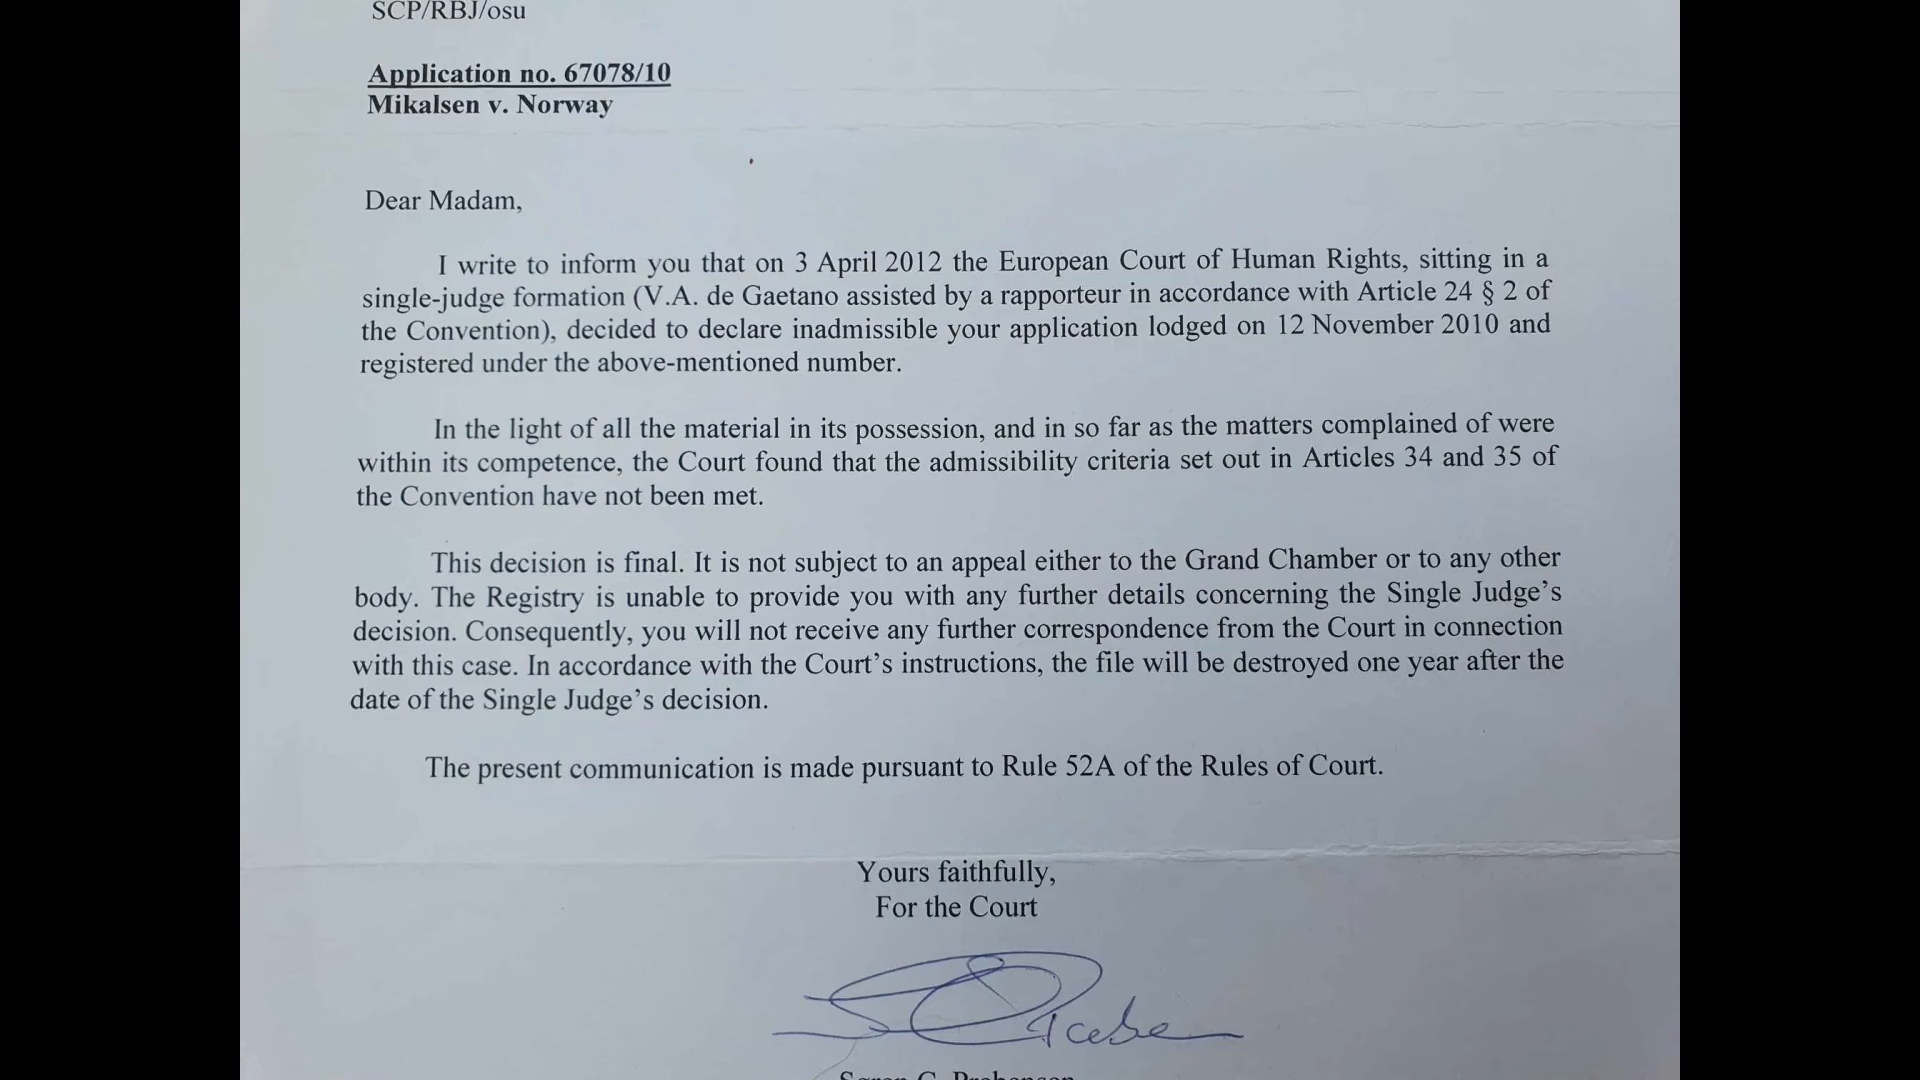 SCP/RBJ/osu
Application no. 67078/10
Mikalsen v. Norway
Dear Madam,
I write to inform you that on 3 April 2012 the European Court of Human Rights, sitting in a
single-judge formation (V.A. de Gaetano assisted by a rapporteur in accordance with Article 24 § 2 of
the Convention), decided to declare inadmissible your application lodged on 12 November 2010 and
registered under the above-mentioned number.
In the light of all the material in its possession, and in so far as the matters complained of were
within its competence, the Court found that the admissibility criteria set out in Articles 34 and 35 of
the Convention have not been met.
This decision is final. It is not subject to an appeal either to the Grand Chamber or to any other
body. The Registry is unable to provide you with any further details concerning the Single Judge's
decision. Consequently, you will not receive any further correspondence from the Court in connection
with this case. In accordance with the Court's instructions, the file will be destroyed one year after the
date of the Single Judge's decision.
The present communication is made pursuant to Rule 52A of the Rules of Court.
Yours faithfully,
For the Court